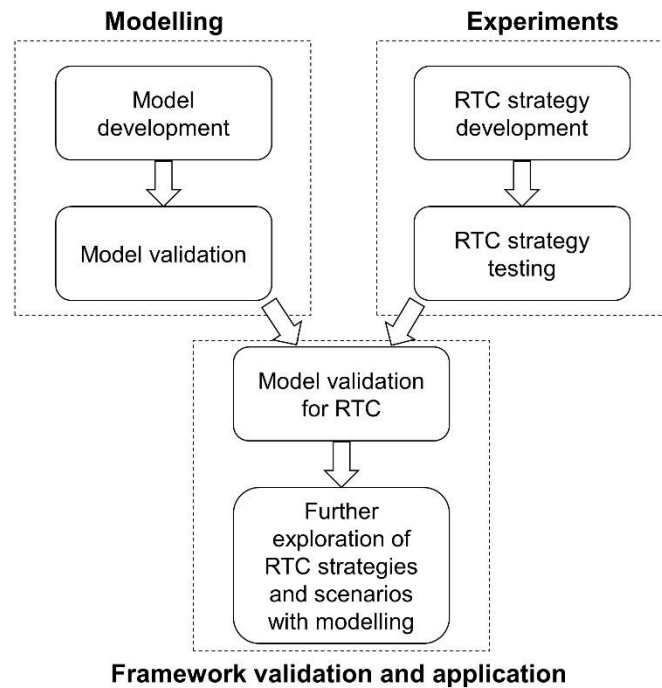 Modelling
Experiments
Model
development
RTC strategy
development
Model validation
RTC strategy
testing
Model validation
for RTC
Further
exploration of
RTC strategies
and scenarios
with modelling
Framework validation and application